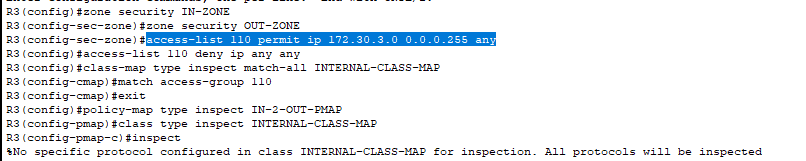 R3(config)#zone security IN-ZONE
R3(config-sec-zone)#zone security OUT-ZONE
R3(config-sec-zone)#access-list 110 permit ip 172.30.3.0 0.0.0.255 any
R3(config)#access-list 110 deny ip any any
R3(config)#class-map type inspect match-all INTERNAL-CLASS-MAP
R3(config-cmap)#match access-group 110
R3(config-cmap)#exit
R3(config)#policy-map type inspect IN-2-OUT-PMAP
R3(config-pmap)#class type inspect INTERNAL-CLASS-MAP
R3(config-pmap-c)#inspect
%No specific protocol configured in class INTERNAL-CLASS-MAP for inspection. All protocols will be inspected